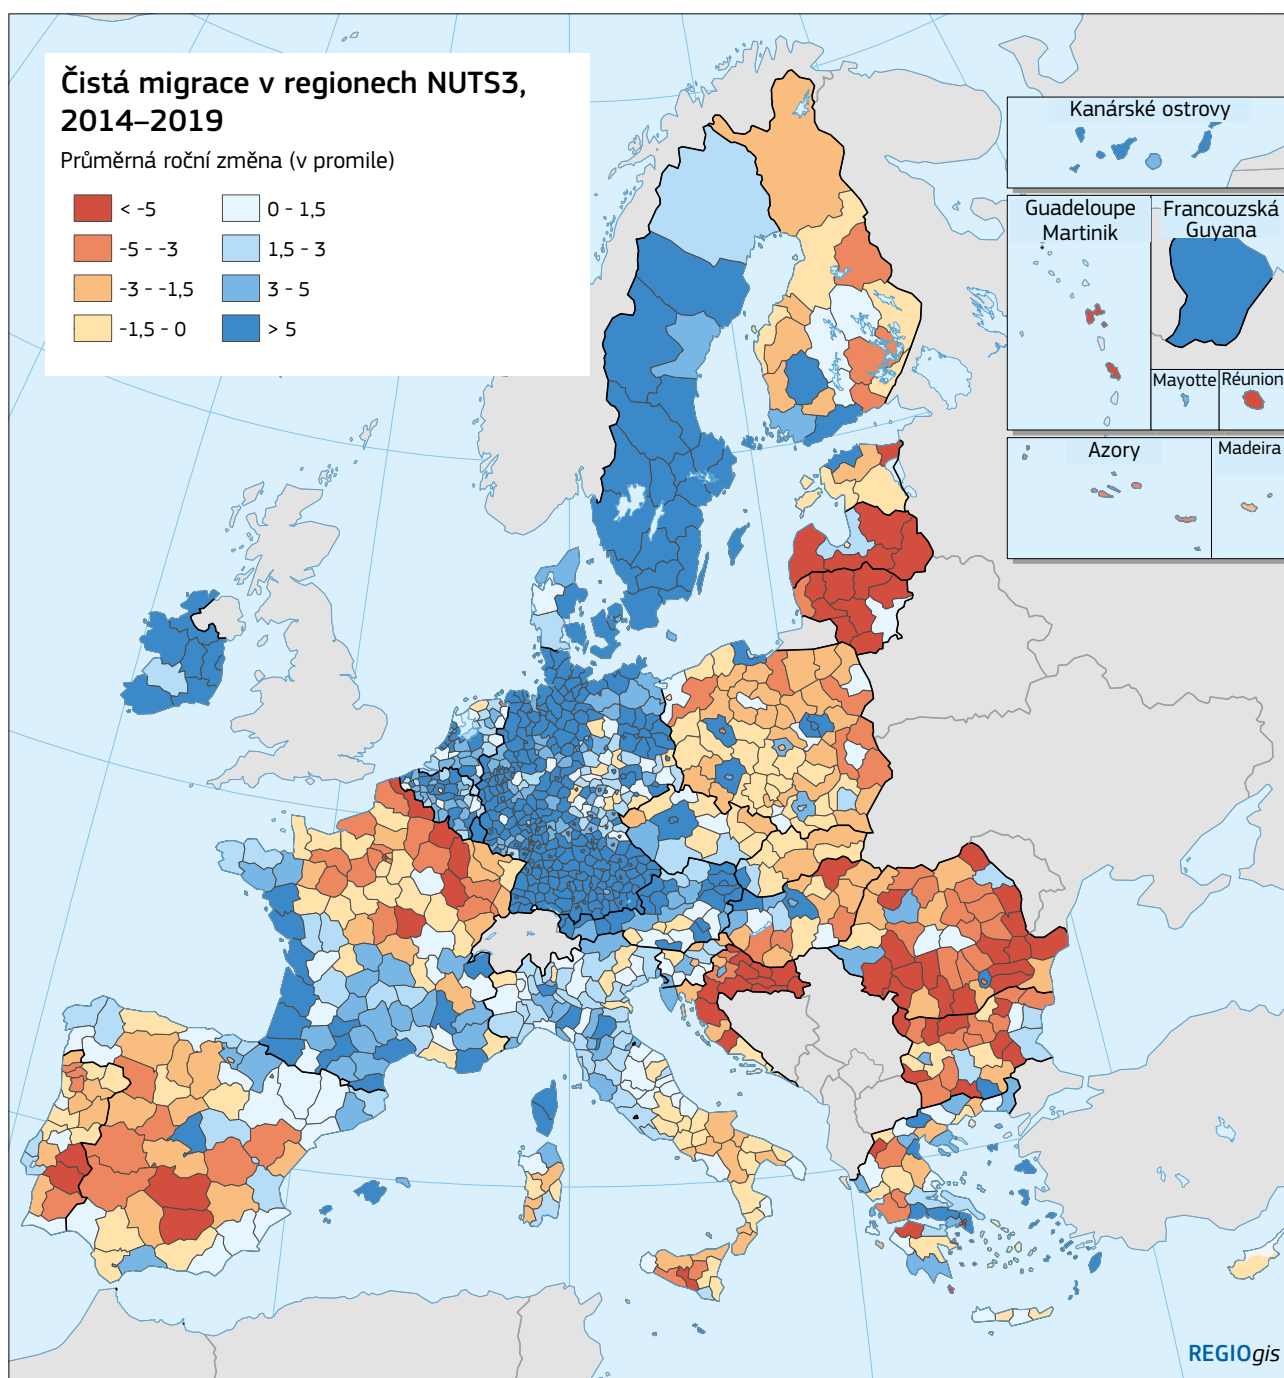 Čistá migrace v regionech NUTS3,
2014–2019
Průměrná roční změna (v promile)
< -5
-5 - -3
-3 - -1,5
-1,5 - 0
0 - 1,5
1,5 - 3
3 - 5
> 5
Kanárské ostrovy
Guadeloupe
Martinik
Francouzská
Guyana
Mayotte
Réunion
Azory
Madeira
REGIOgis